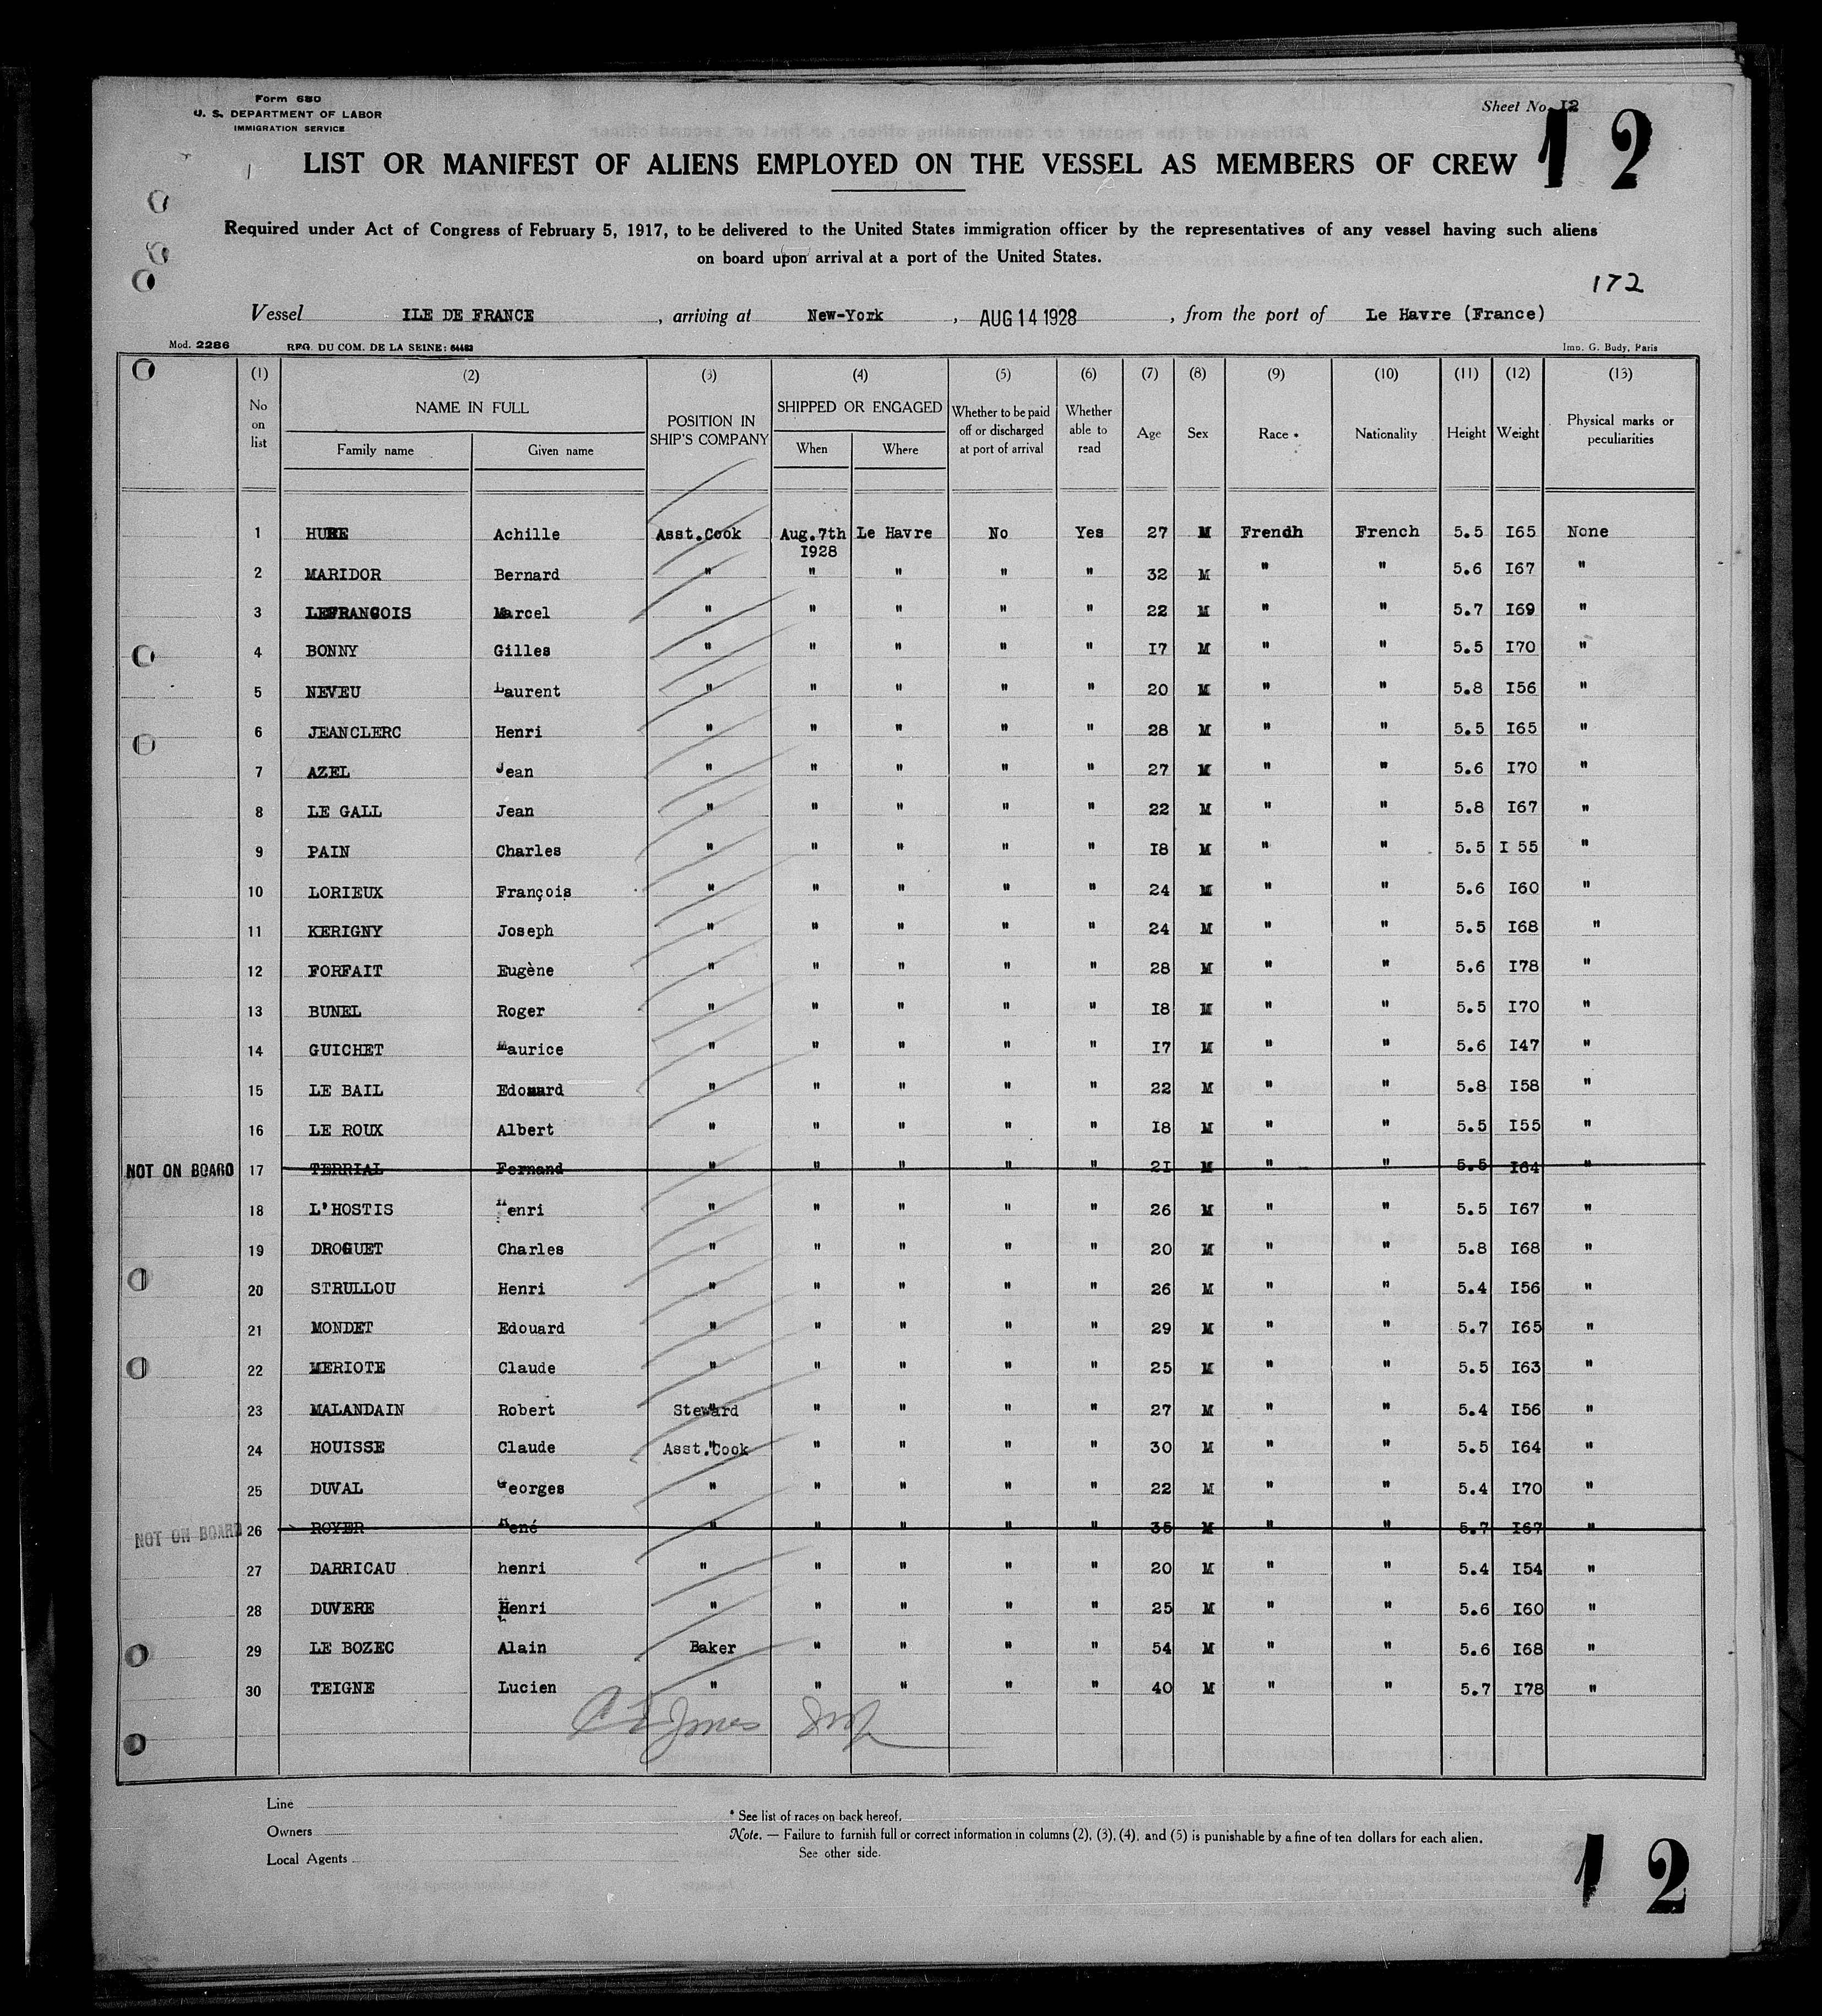 Form 680
U. S. DEPARTMENT OF LABOR
IMMIGRATION SERVICE
Sheet No. I2
12
LIST OR MANIFEST OF ALIENS EMPLOYED ON THE VESSEL AS MEMBERS OF CREW
Required under Act of Congress of February 5, 1917, to be delivered to the United States immigration officer by the representatives of any vessel having such aliens
on board upon arrival at a port of the United States.
172
Vessel ILE DE FRANCE , arriving at New-York , AUG 14 1928 , from the port of Le Havre (France)
Mod. 2286 REG. DU COM. DE LA SEINE: 64463 Imp. G. Budy, Paris
(1) (2) (3) (4) (5) (6) (7) (8) (9) (10) (11) (12) (13)
No on list NAME IN FULL Family name Given name POSITION IN SHIP'S COMPANY SHIPPED OR ENGAGED When Where Whether to be paid off or discharged at port of arrival Whether able to read Age Sex Race * Nationality Height Weight Physical marks or peculiarities
1 HURE Achille Asst.Cook Aug.7th 1928 Le Havre No Yes 27 M Frendh French 5.5 I65 None
2 MARIDOR Bernard " " " " " 32 M " " 5.6 I67 "
3 LEFRANCOIS Marcel " " " " " 22 M " " 5.7 I69 "
4 BONNY Gilles " " " " " I7 M " " 5.5 I70 "
5 NEVEU Laurent " " " " " 20 M " " 5.8 I56 "
6 JEANCLERC Henri " " " " " 28 M " " 5.5 I65 "
7 AZEL Jean " " " " " 27 M " " 5.6 I70 "
8 LE GALL Jean " " " " " 22 M " " 5.8 I67 "
9 PAIN Charles " " " " " I8 M " " 5.5 I 55 "
10 LORIEUX François " " " " " 24 M " " 5.6 I60 "
11 KERIGNY Joseph " " " " " 24 M " " 5.5 I68 "
12 FORFAIT Eugène " " " " " 28 M " " 5.6 I78 "
13 BUNEL Roger " " " " " I8 M " " 5.5 I70 "
14 GUICHET Maurice " " " " " I7 M " " 5.6 I47 "
15 LE BAIL Edouard " " " " " 22 M " " 5.8 I58 "
16 LE ROUX Albert " " " " " I8 M " " 5.5 I55 "
NOT ON BOARD 17 TERRIAL Fernand " " " " " 2I M " " 5.5 I64 "
18 L'HOSTIS Henri " " " " " 26 M " " 5.5 I67 "
19 DROGUET Charles " " " " " 20 M " " 5.8 I68 "
20 STRULLOU Henri " " " " " 26 M " " 5.4 I56 "
21 MONDET Edouard " " " " " 29 M " " 5.7 I65 "
22 MERIOTE Claude " " " " " 25 M " " 5.5 I63 "
23 MALANDAIN Robert Steward " " " " 27 M " " 5.4 I56 "
24 HOUISSE Claude Asst.Cook " " " " 30 M " " 5.5 I64 "
25 DUVAL Georges " " " " " 22 M " " 5.4 I70 "
NOT ON BOARD 26 ROYER René " " " " " 35 M " " 5.7 I67 "
27 DARRICAU henri " " " " " 20 M " " 5.4 I54 "
28 DUVERE Henri " " " " " 25 M " " 5.6 I60 "
29 LE BOZEC Alain Baker " " " " 54 M " " 5.6 I68 "
30 TEIGNE Lucien " " " " " 40 M " " 5.7 I78 "
Jones
Line
Owners
Local Agents
* See list of races on back hereof.
Note. — Failure to furnish full or correct information in columns (2), (3), (4), and (5) is punishable by a fine of ten dollars for each alien.
See other side.
12